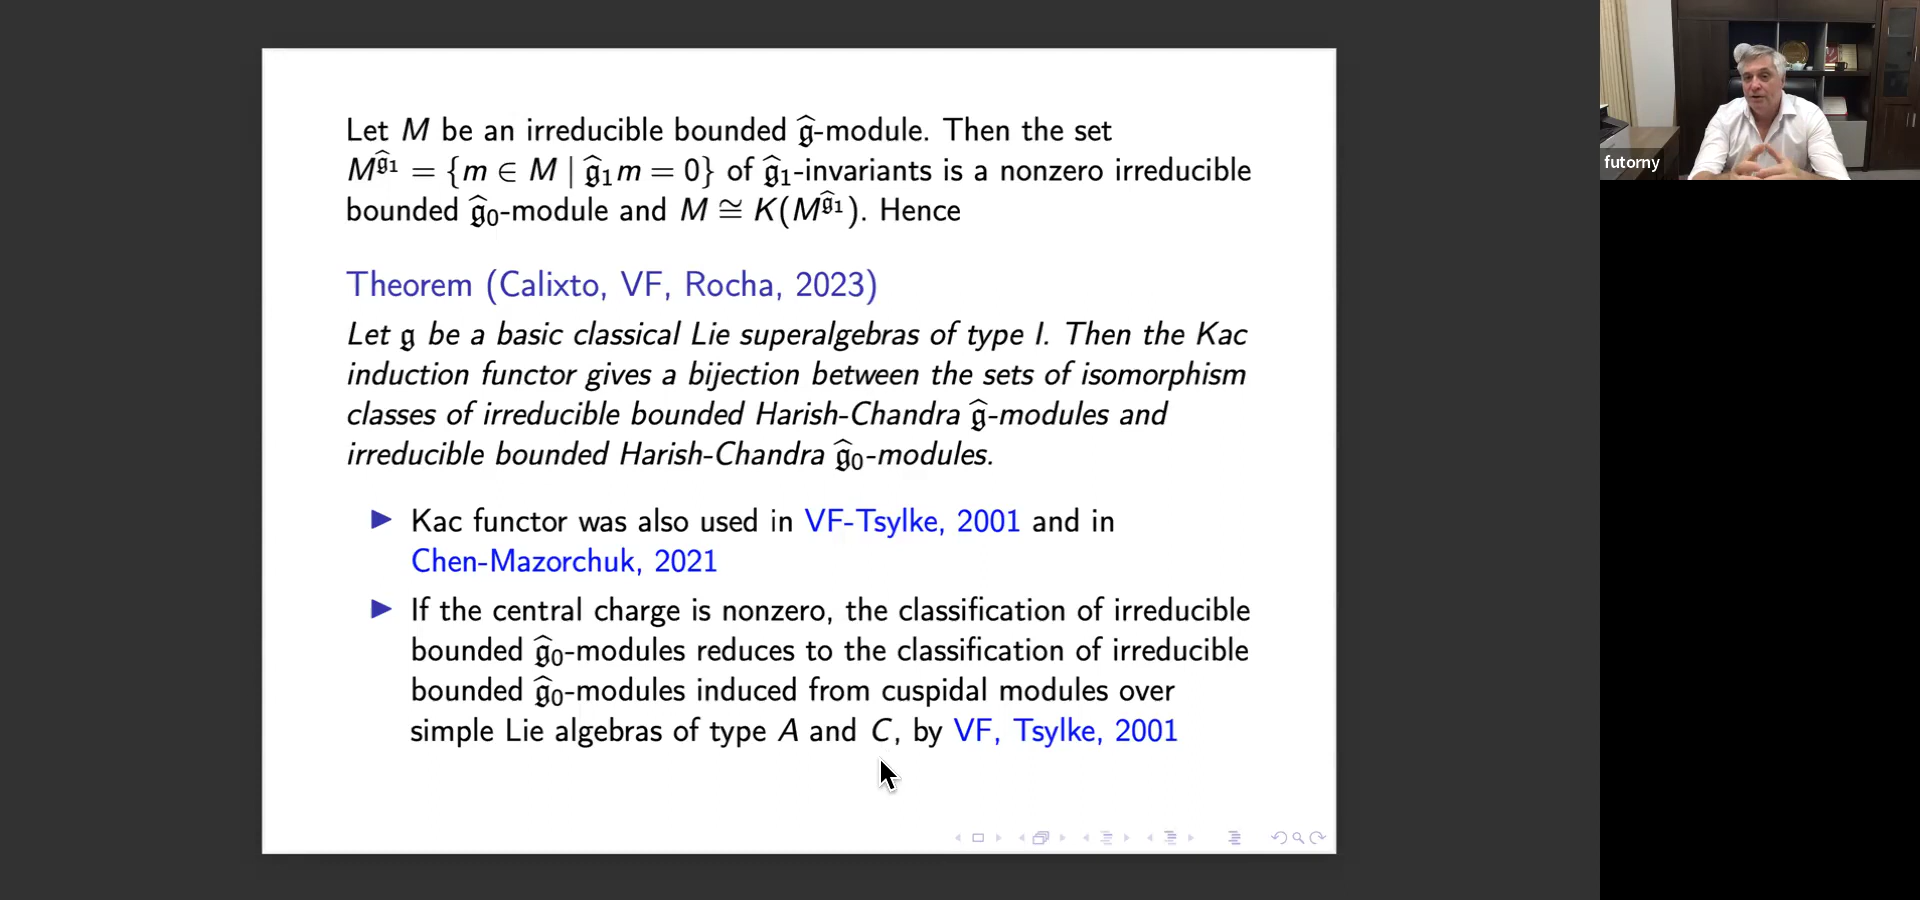 Let M be an irreducible bounded ĝ-module. Then the set
M^ĝ₁ = {m ∈ M | ĝ₁m = 0} of ĝ₁-invariants is a nonzero irreducible
bounded ĝ₀-module and M ≅ K(M^ĝ₁). Hence
Theorem (Calixto, VF, Rocha, 2023)
Let 𝔤 be a basic classical Lie superalgebras of type I. Then the Kac
induction functor gives a bijection between the sets of isomorphism
classes of irreducible bounded Harish-Chandra ĝ-modules and
irreducible bounded Harish-Chandra ĝ₀-modules.
▶ Kac functor was also used in VF-Tsylke, 2001 and in
Chen-Mazorchuk, 2021
▶ If the central charge is nonzero, the classification of irreducible
bounded ĝ₀-modules reduces to the classification of irreducible
bounded ĝ₀-modules induced from cuspidal modules over
simple Lie algebras of type A and C, by VF, Tsylke, 2001
futorny